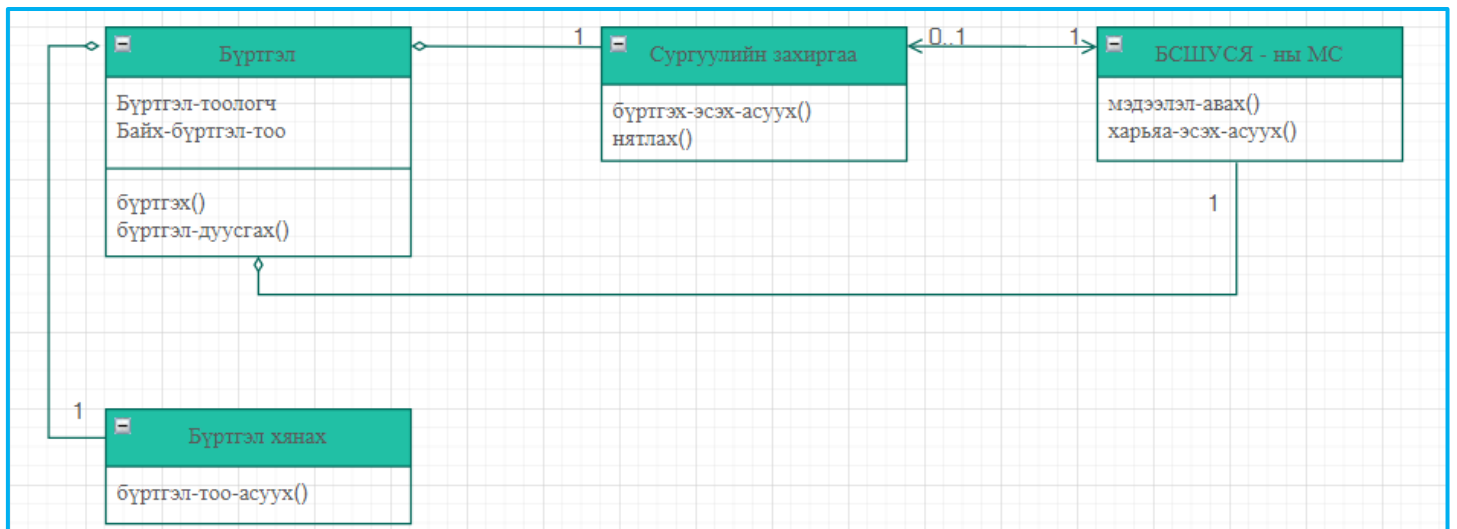 Бүртгэл
Бүртгэл-тоологч
Байх-бүртгэл-тоо
бүртгэх()
бүртгэл-дуусгах()
1
Сургуулийн захиргаа
бүртгэх-эсэх-асуух()
нятлах()
0..1
1
БСШУСЯ - ны МС
мэдээлэл-авах()
харьяа-эсэх-асуух()
1
1
Бүртгэл хянах
бүртгэл-тоо-асуух()